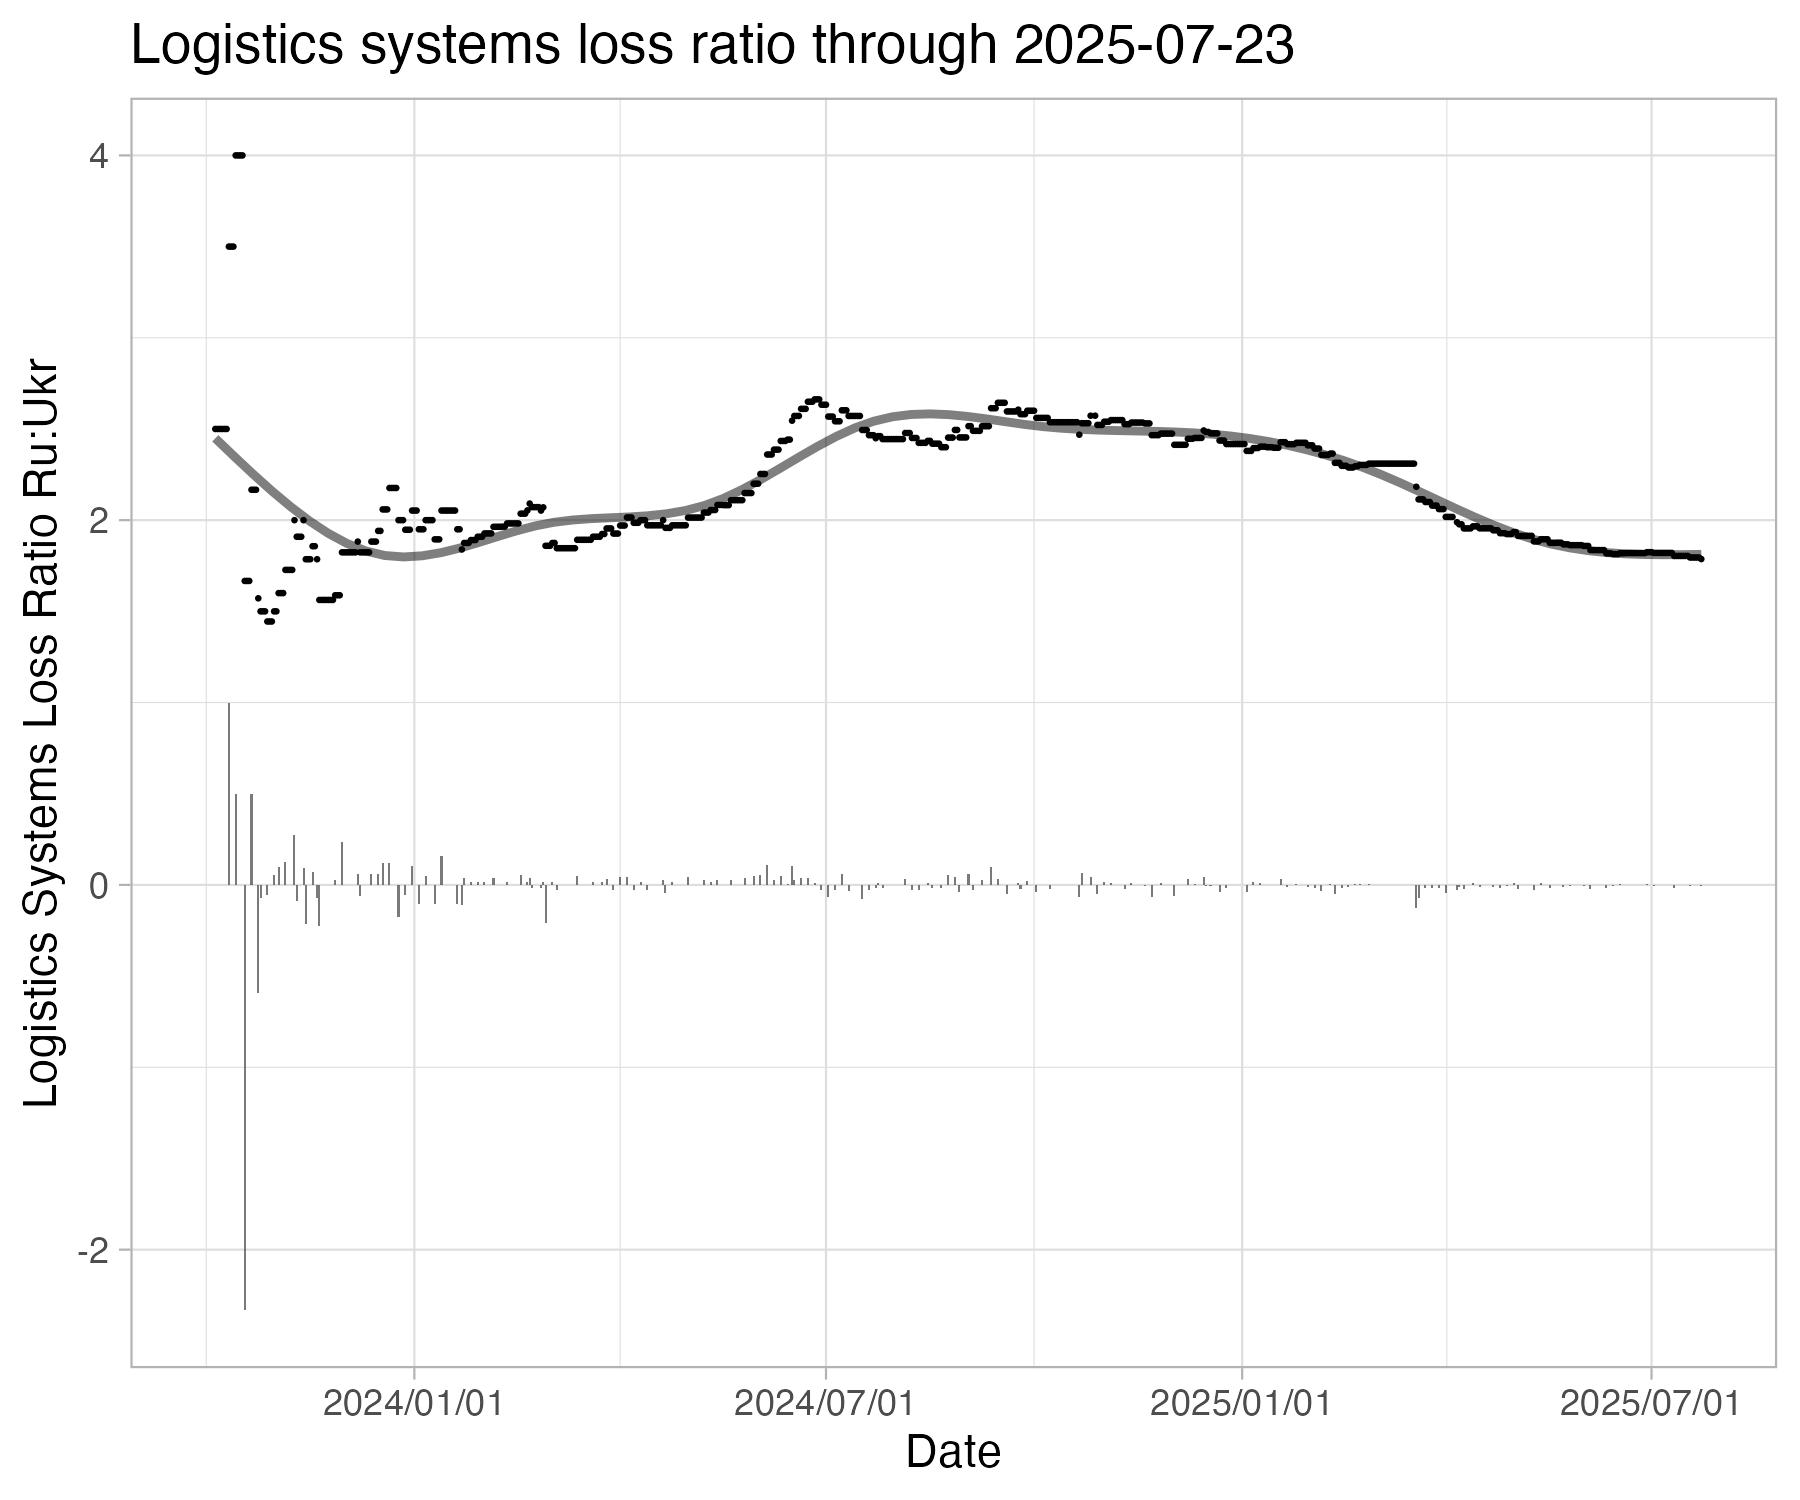 Logistics systems loss ratio through 2025-07-23
Logistics Systems Loss Ratio Ru:Ukr
4
2
0
-2
2024/01/01
2024/07/01
2025/01/01
2025/07/01
Date